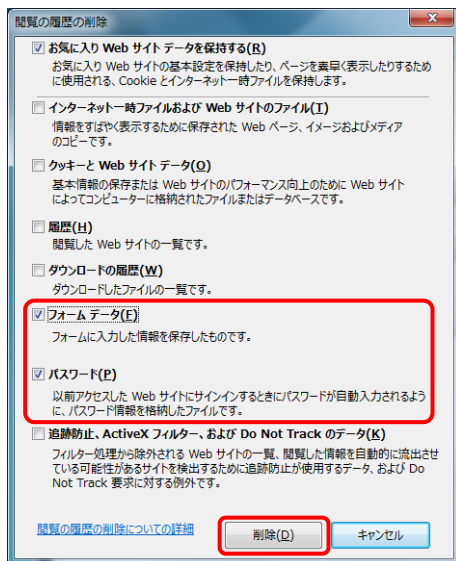 閲覧の履歴の削除
お気に入り Web サイト データを保持する(R)
お気に入り Web サイトの基本設定を保持したり、ページを素早く表示したりするため
に使用される、Cookie とインターネット一時ファイルを保持します。
インターネット一時ファイルおよび Web サイトのファイル(T)
情報をすばやく表示するために保存された Web ページ、イメージおよびメディア
のコピーです。
クッキーと Web サイト データ(O)
基本情報の保存または Web サイトのパフォーマンス向上のために Web サイト
によってコンピューターに格納されたファイルまたはデータベースです。
履歴(H)
閲覧した Web サイトの一覧です。
ダウンロードの履歴(W)
ダウンロードしたファイルの一覧です。
フォーム データ(F)
フォームに入力した情報を保存したものです。
パスワード(P)
以前アクセスした Web サイトにサインインするときにパスワードが自動入力されるよう
に、パスワード情報を格納したファイルです。
追跡防止、ActiveX フィルター、および Do Not Track のデータ(K)
フィルター処理から除外される Web サイトの一覧、閲覧した情報を自動的に流出させ
ている可能性があるサイトを検出するために追跡防止が使用するデータ、および Do
Not Track 要求に対する例外です。
閲覧の履歴の削除についての詳細
削除(D)
キャンセル